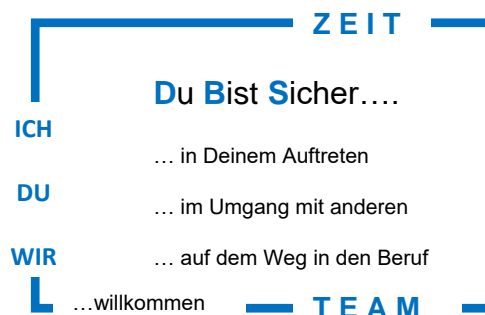 ZEIT
Du Bist Sicher….
ICH
… in Deinem Auftreten
DU
… im Umgang mit anderen
WIR
… auf dem Weg in den Beruf
…willkommen
TEAM